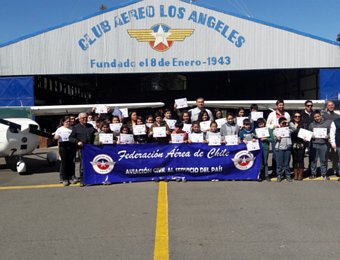 CLUB AÉREO LOS ANGELES
Fundado el 8 de Enero -1943
Federación Aérea de Chile
AVIACIÓN CIVIL AL SERVICIO DEL PAÍS